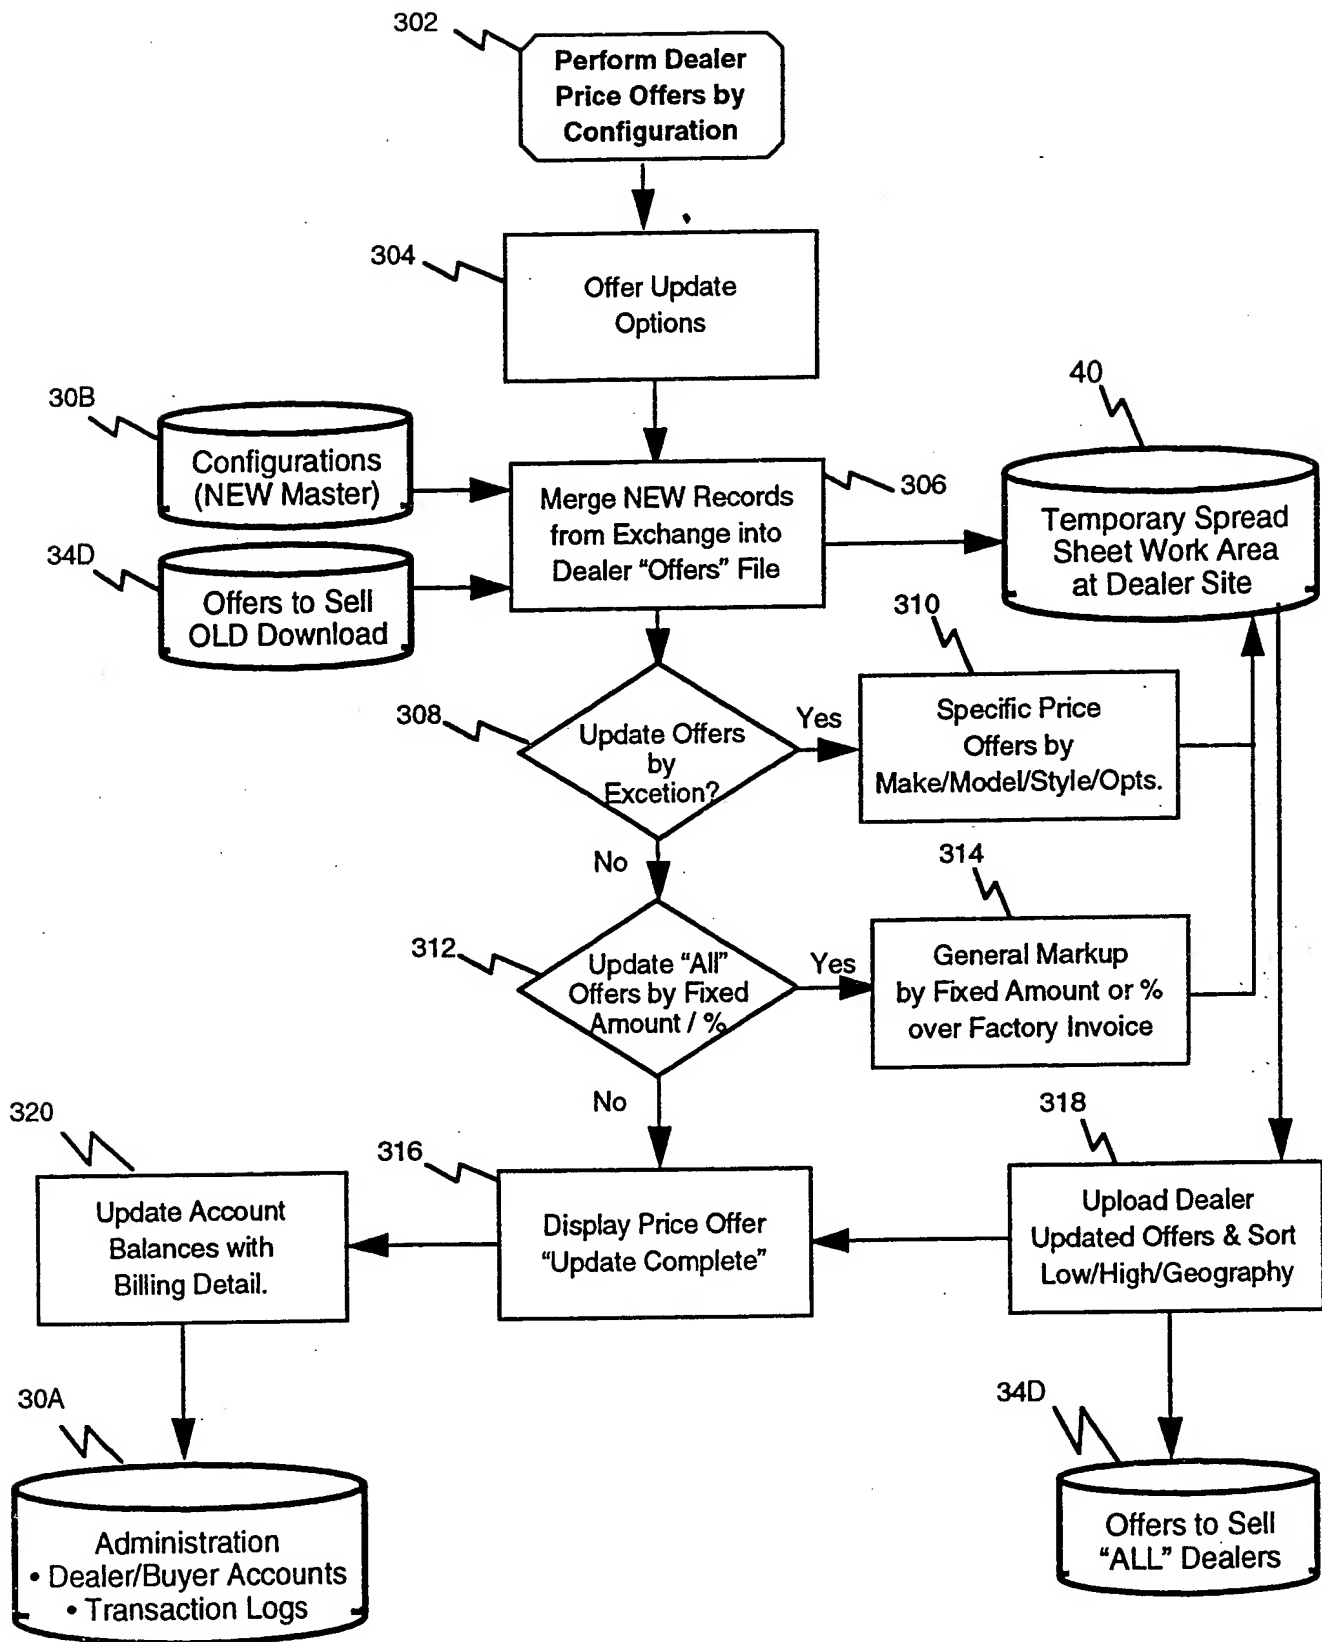 302
Perform Dealer
Price Offers by
Configuration
304
Offer Update
Options
30B
Configurations
(NEW Master)
34D
Offers to Sell
OLD Download
Merge NEW Records
from Exchange into
Dealer “Offers” File
306
40
Temporary Spread
Sheet Work Area
at Dealer Site
308
Update Offers
by
Excetion?
Yes
310
Specific Price
Offers by
Make/Model/Style/Opts.
No
312
Update “All”
Offers by Fixed
Amount / %
Yes
314
General Markup
by Fixed Amount or %
over Factory Invoice
No
320
Update Account
Balances with
Billing Detail.
316
Display Price Offer
“Update Complete”
318
Upload Dealer
Updated Offers & Sort
Low/High/Geography
30A
Administration
• Dealer/Buyer Accounts
• Transaction Logs
34D
Offers to Sell
“ALL” Dealers